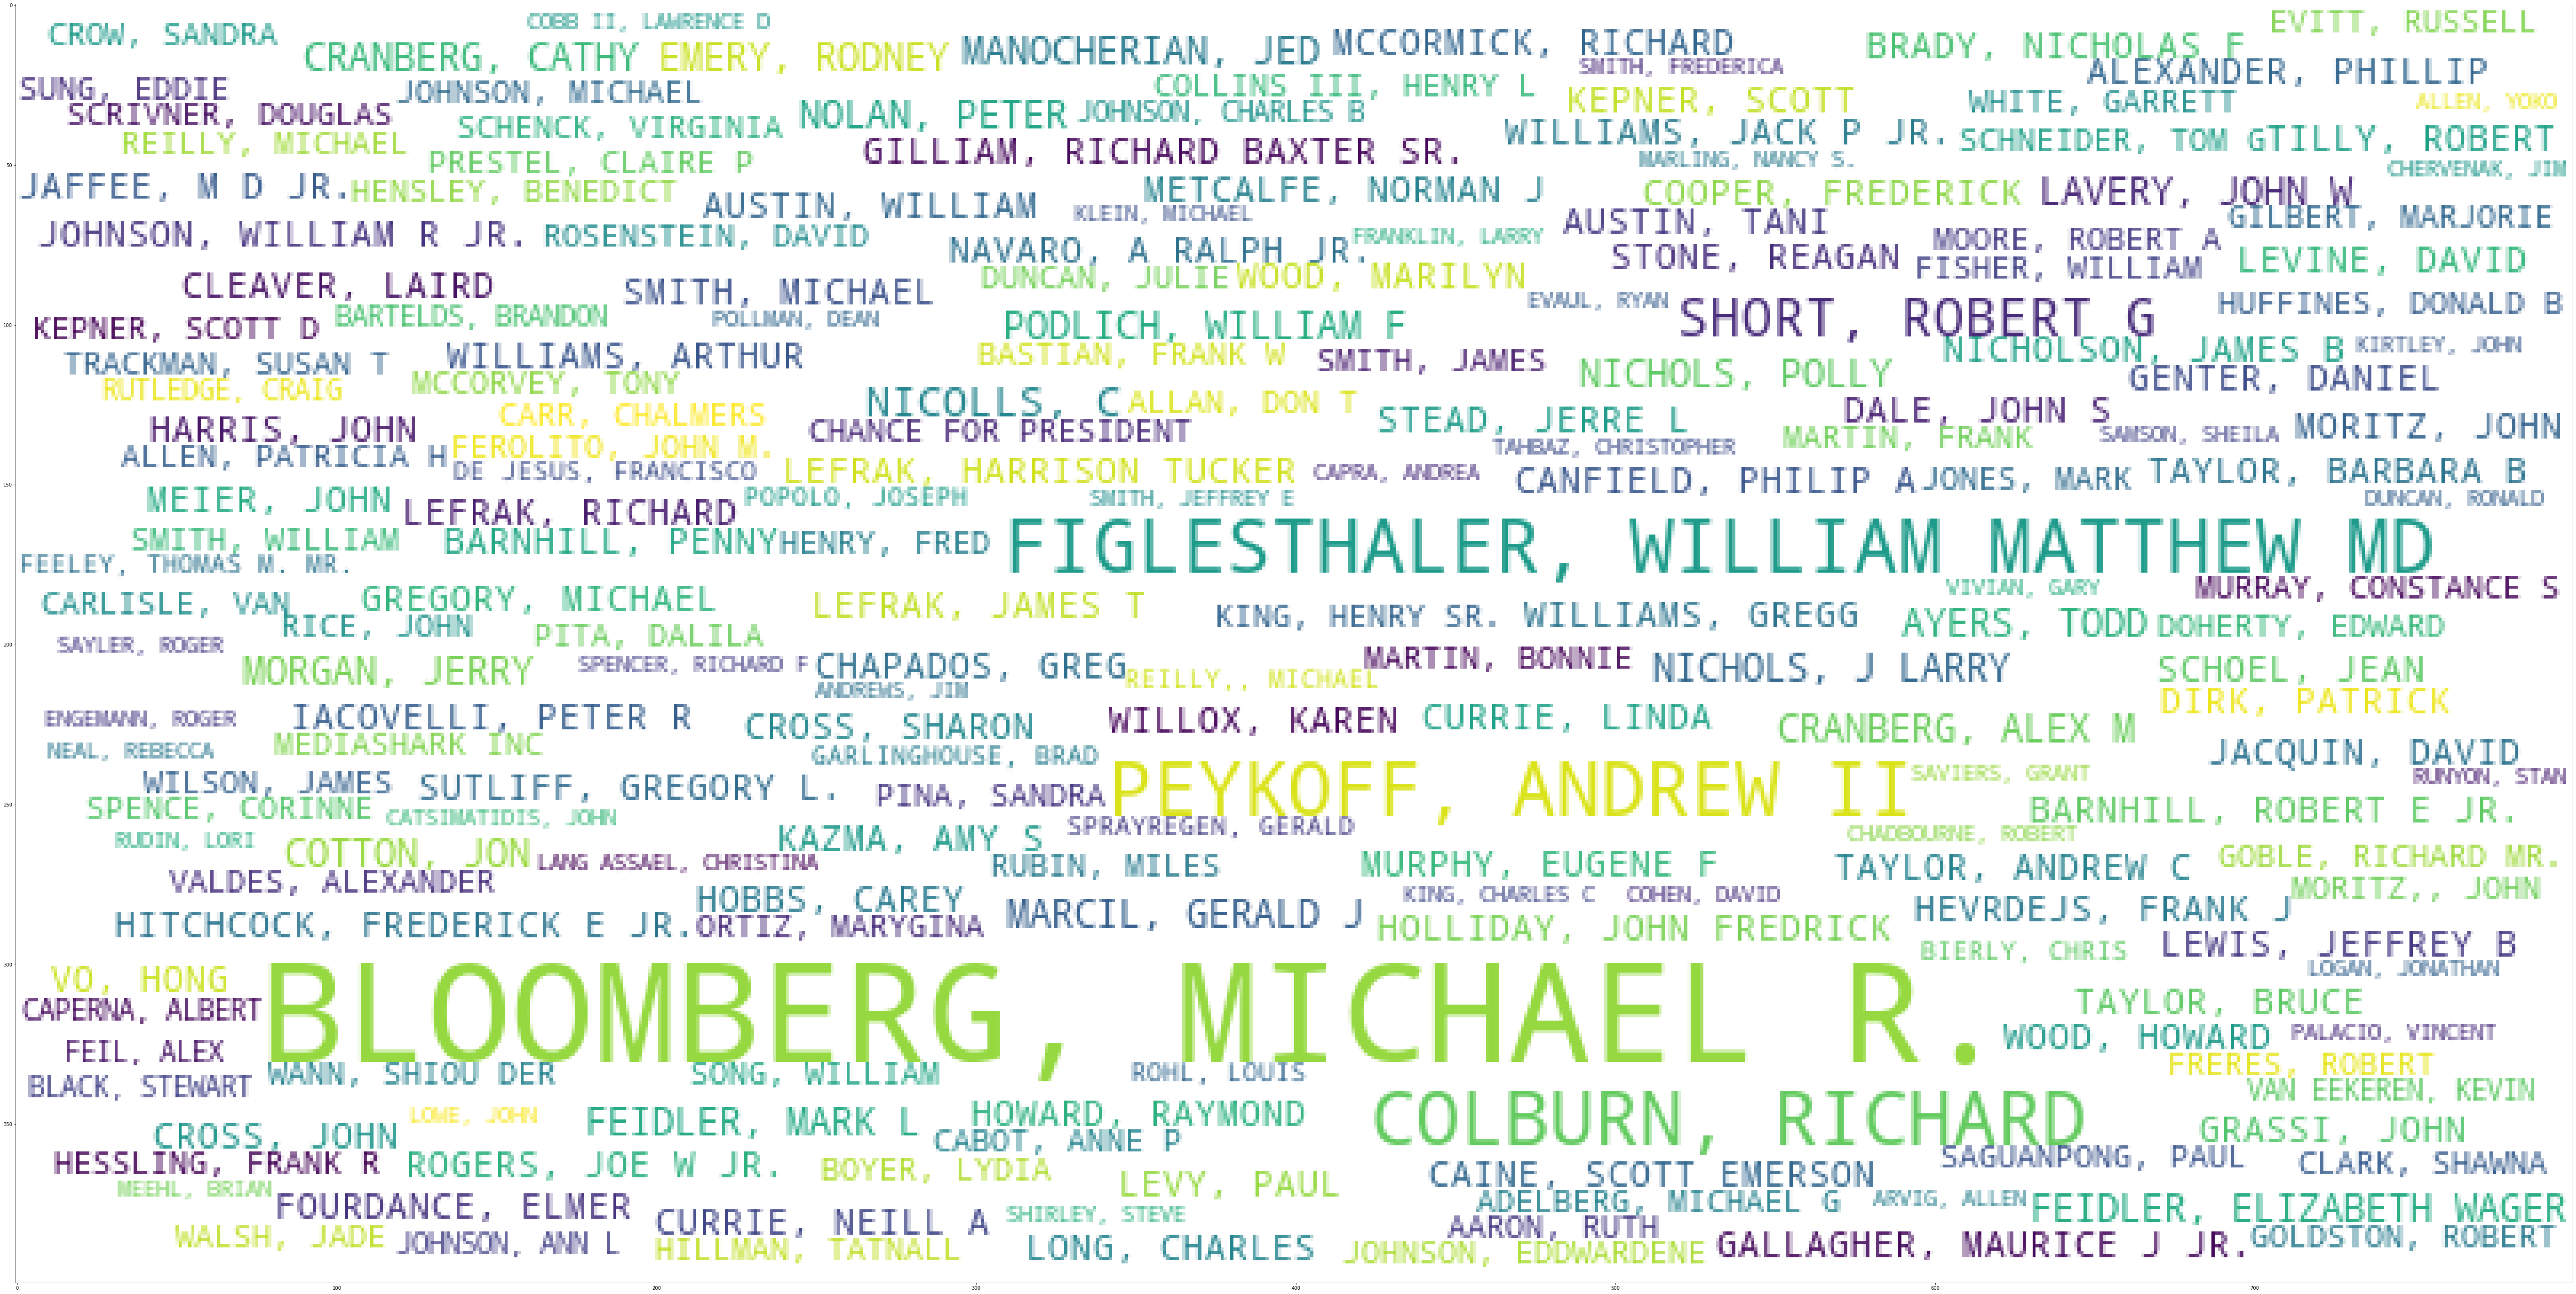 COBB II, LAWRENCE D
EVITT, RUSSELL
CROW, SANDRA
CRANBERG, CATHY
EMERY, RODNEY
MANOCHERIAN, JED
MCCORMICK, RICHARD
BRADY, NICHOLAS F
SMITH, FREDERICA
ALEXANDER, PHILLIP
SUNG, EDDIE
JOHNSON, MICHAEL
COLLINS III, HENRY L
KEPNER, SCOTT
WHITE, GARRETT
ALLEN, YOKO
SCRIVNER, DOUGLAS
SCHENCK, VIRGINIA
NOLAN, PETER
JOHNSON, CHARLES B
WILLIAMS, JACK P JR.
SCHNEIDER, TOM G
TILLY, ROBERT
REILLY, MICHAEL
PRESTEL, CLAIRE P
GILLIAM, RICHARD BAXTER SR.
MARLING, NANCY S.
CHERVENAK, JIM
JAFFEE, M D JR.
HENSLEY, BENEDICT
AUSTIN, WILLIAM
METCALFE, NORMAN J
COOPER, FREDERICK
LAVERY, JOHN W
KLEIN, MICHAEL
AUSTIN, TANI
GILBERT, MARJORIE
JOHNSON, WILLIAM R JR.
ROSENSTEIN, DAVID
NAVARO, A RALPH JR.
FRANKLIN, LARRY
STONE, REAGAN
MOORE, ROBERT A
FISHER, WILLIAM
LEVINE, DAVID
CLEAVER, LAIRD
SMITH, MICHAEL
DUNCAN, JULIE
WOOD, MARILYN
EVAUL, RYAN
SHORT, ROBERT G
HUFFINES, DONALD B
KEPNER, SCOTT D
BARTELDS, BRANDON
POLLMAN, DEAN
PODLICH, WILLIAM F
TRACKMAN, SUSAN T
WILLIAMS, ARTHUR
BASTIAN, FRANK W
SMITH, JAMES
NICHOLS, POLLY
NICHOLSON, JAMES B
KIRTLEY, JOHN
GENTER, DANIEL
RUTLEDGE, CRAIG
MCCORVEY, TONY
NICOLLS, C
ALLAN, DON T
STEAD, JERRE L
DALE, JOHN S
HARRIS, JOHN
CARR, CHALMERS
CHANCE FOR PRESIDENT
TAHBAZ, CHRISTOPHER
MARTIN, FRANK
SAMSON, SHEILA
MORITZ, JOHN
ALLEN, PATRICIA H
FEROLITO, JOHN M.
DE JESUS, FRANCISCO
LEFRAK, HARRISON TUCKER
CAPRA, ANDREA
CANFIELD, PHILIP A
JONES, MARK
TAYLOR, BARBARA B
MEIER, JOHN
LEFRAK, RICHARD
POPOLO, JOSEPH
SMITH, JEFFREY E
DUNCAN, RONALD
SMITH, WILLIAM
BARNHILL, PENNY
HENRY, FRED
FIGLESTHALER, WILLIAM MATTHEW MD
FEELEY, THOMAS M. MR.
CARLISLE, VAN
GREGORY, MICHAEL
LEFRAK, JAMES T
KING, HENRY SR.
WILLIAMS, GREGG
VIVIAN, GARY
MURRAY, CONSTANCE S
RICE, JOHN
PITA, DALILA
AYERS, TODD
DOHERTY, EDWARD
SAYLER, ROGER
MORGAN, JERRY
SPENCER, RICHARD F
CHAPADOS, GREG
REILLY,, MICHAEL
MARTIN, BONNIE
NICHOLS, J LARRY
SCHOEL, JEAN
ANDREWS, JIM
DIRK, PATRICK
ENGEMANN, ROGER
IACOVELLI, PETER R
CROSS, SHARON
WILLOX, KAREN
CURRIE, LINDA
CRANBERG, ALEX M
NEAL, REBECCA
MEDIASHARK INC
GARLINGHOUSE, BRAD
JACQUIN, DAVID
WILSON, JAMES
SUTLIFF, GREGORY L.
PINA, SANDRA
PEYKOFF, ANDREW II
SAVIERS, GRANT
RUNYON, STAN
SPENCE, CORINNE
CATSIMATIDIS, JOHN
SPRAYREGEN, GERALD
BARNHILL, ROBERT E JR.
RUDIN, LORI
COTTON, JON
LANG ASSAEL, CHRISTINA
KAZMA, AMY S
RUBIN, MILES
MURPHY, EUGENE F
CHADBOURNE, ROBERT
TAYLOR, ANDREW C
GOBLE, RICHARD MR.
VALDES, ALEXANDER
HOBBS, CAREY
KING, CHARLES C
COHEN, DAVID
MORITZ,, JOHN
HITCHCOCK, FREDERICK E JR.
ORTIZ, MARYGINA
MARCIL, GERALD J
HOLLIDAY, JOHN FREDRICK
HEVRDEJS, FRANK J
BIERLY, CHRIS
LEWIS, JEFFREY B
LOGAN, JONATHAN
VO, HONG
BLOOMBERG, MICHAEL R.
CAPERNA, ALBERT
TAYLOR, BRUCE
FEIL, ALEX
WOOD, HOWARD
PALACIO, VINCENT
BLACK, STEWART
WANN, SHIOU DER
SONG, WILLIAM
ROHL, LOUIS
FRERES, ROBERT
VAN EEKEREN, KEVIN
LOWE, JOHN
FEIDLER, MARK L
HOWARD, RAYMOND
COLBURN, RICHARD
GRASSI, JOHN
CROSS, JOHN
CABOT, ANNE P
HESSLING, FRANK R
ROGERS, JOE W JR.
BOYER, LYDIA
LEVY, PAUL
CAINE, SCOTT EMERSON
SAGUANPONG, PAUL
CLARK, SHAWNA
MEEHL, BRIAN
FOURDANCE, ELMER
CURRIE, NEILL A
SHIRLEY, STEVE
ADELBERG, MICHAEL G
ARVIG, ALLEN
FEIDLER, ELIZABETH WAGER
WALSH, JADE
JOHNSON, ANN L
HILLMAN, TATNALL
LONG, CHARLES
AARON, RUTH
JOHNSON, EDDWARDENE
GALLAGHER, MAURICE J JR.
GOLDSTON, ROBERT
0 50 100 150 200 250 300 350
0 100 200 300 400 500 600 700